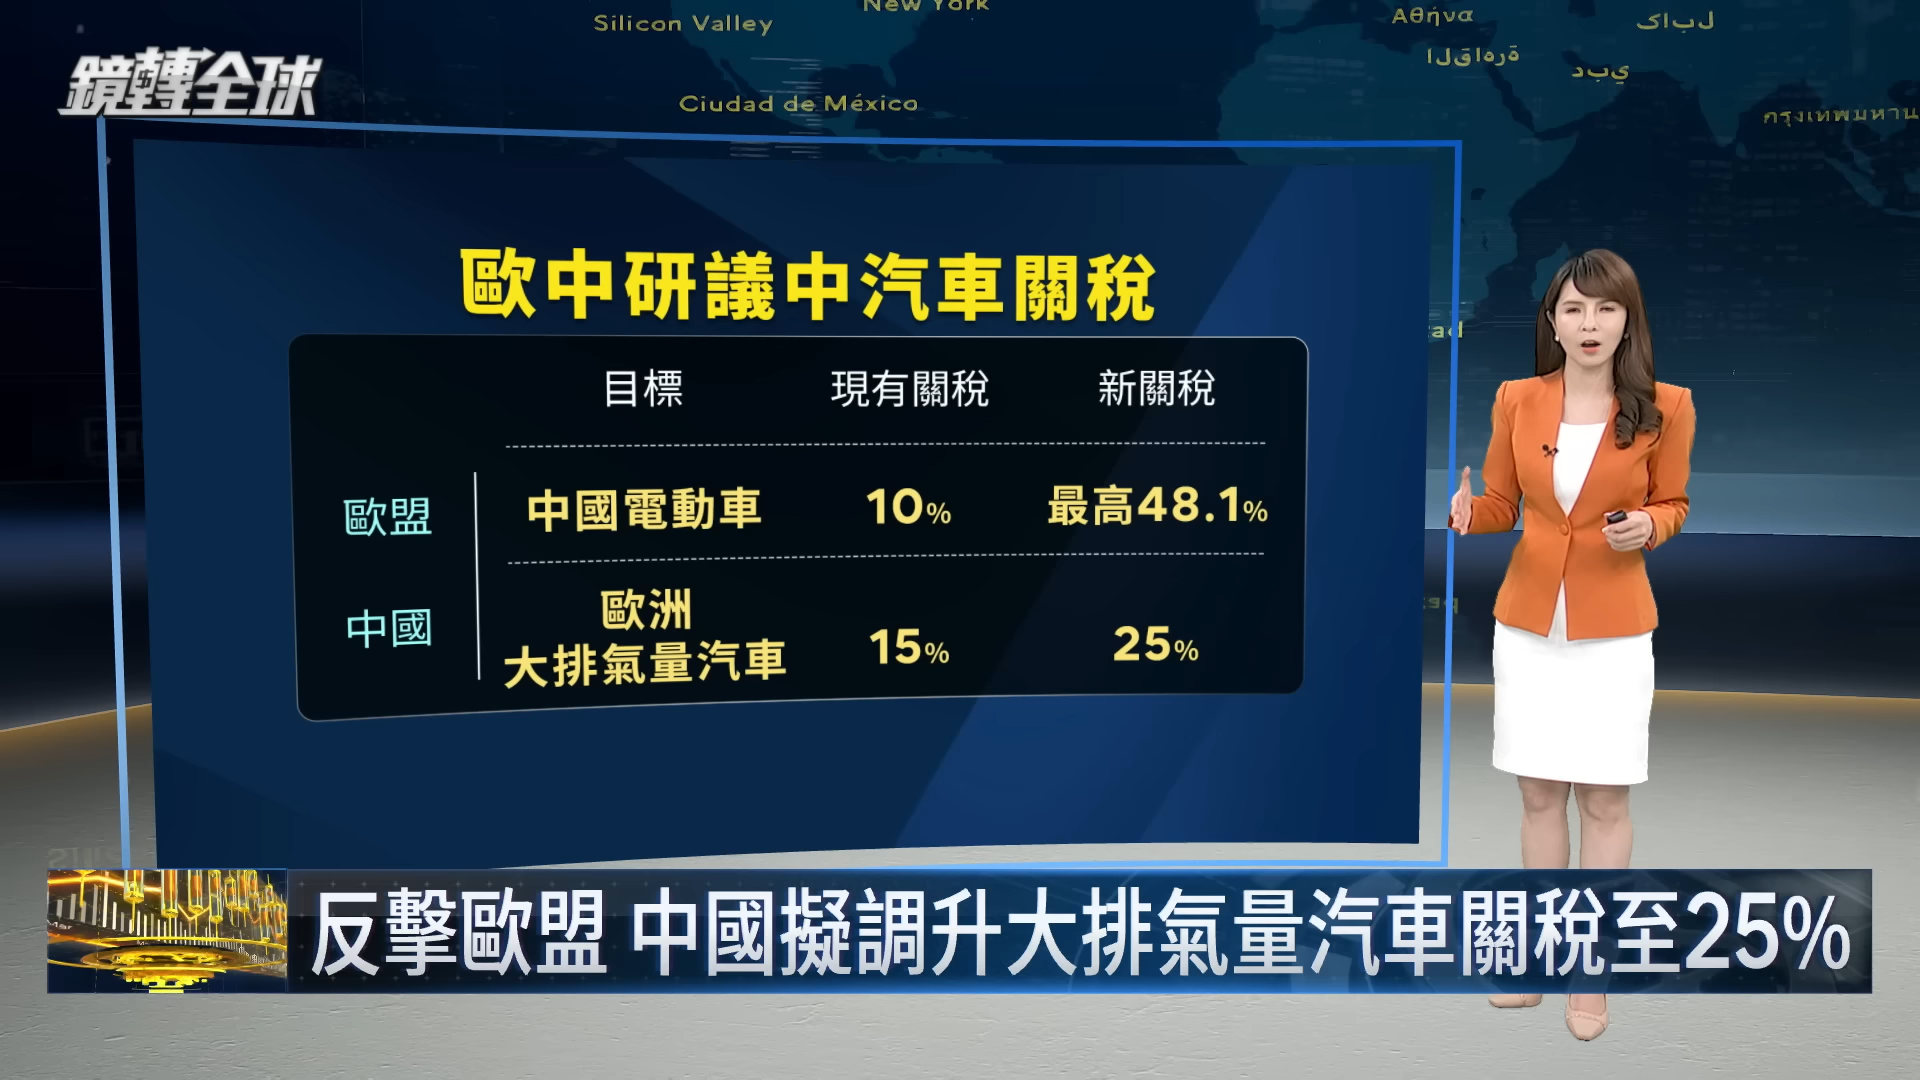 Silicon Valley
New York
Αθήνα
鏡轉全球
Ciudad de México
歐中研議中汽車關稅
目標 現有關稅 新關稅
歐盟 中國電動車 10% 最高48.1%
中國 歐洲大排氣量汽車 15% 25%
反擊歐盟 中國擬調升大排氣量汽車關稅至25%